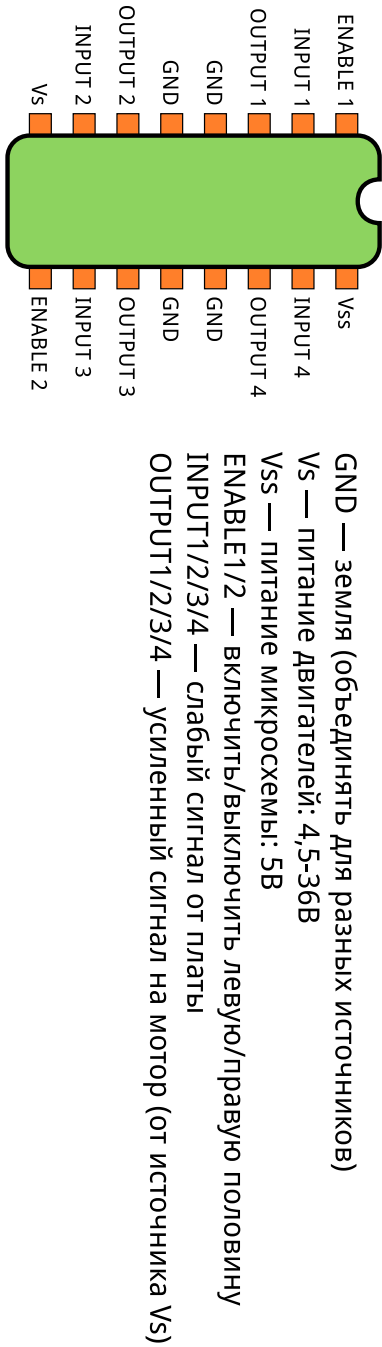 ENABLE 1 Vss
INPUT 1 INPUT 4
OUTPUT 1 OUTPUT 4
GND GND
GND GND
OUTPUT 2 OUTPUT 3
INPUT 2 INPUT 3
Vs ENABLE 2
GND — земля (объединять для разных источников)
Vs — питание двигателей: 4,5-36В
Vss — питание микросхемы: 5В
ENABLE1/2 — включить/выключить левую/правую половину
INPUT1/2/3/4 — слабый сигнал от платы
OUTPUT1/2/3/4 — усиленный сигнал на мотор (от источника Vs)